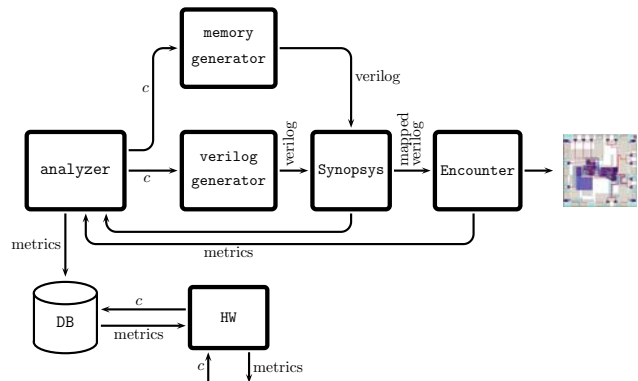 memory
generator
c
verilog
analyzer
c
verilog
generator
verilog
Synopsys
mapped
verilog
Encounter
metrics
metrics
DB
c
metrics
HW
c
metrics